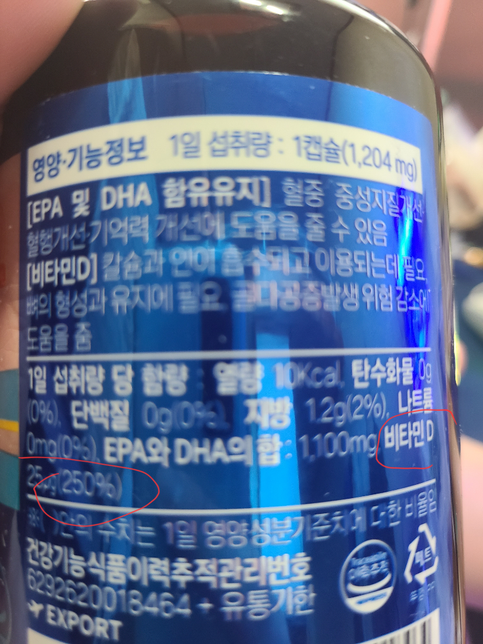 영양·기능정보 1일 섭취량 : 1캡슐(1,204 mg)
[EPA 및 DHA 함유유지] 혈중 중성지질개선·
혈행개선·기억력 개선에 도움을 줄 수 있음
[비타민D] 칼슘과 인이 흡수되고 이용되는데 필요,
뼈의 형성과 유지에 필요, 골다공증발생 위험 감소에
도움을 줌
1일 섭취량 당 함량 : 열량 10Kcal, 탄수화물 0g
(0%), 단백질 0g(0%), 지방 1.2g(2%), 나트륨
0mg(0%), EPA와 DHA의 합 : 1,100mg, 비타민 D
(250%)
수치는 1일 영양성분기준치에 대한 비율임
건강기능식품이력추적관리번호
6292620018464 + 유통기한
EXPORT